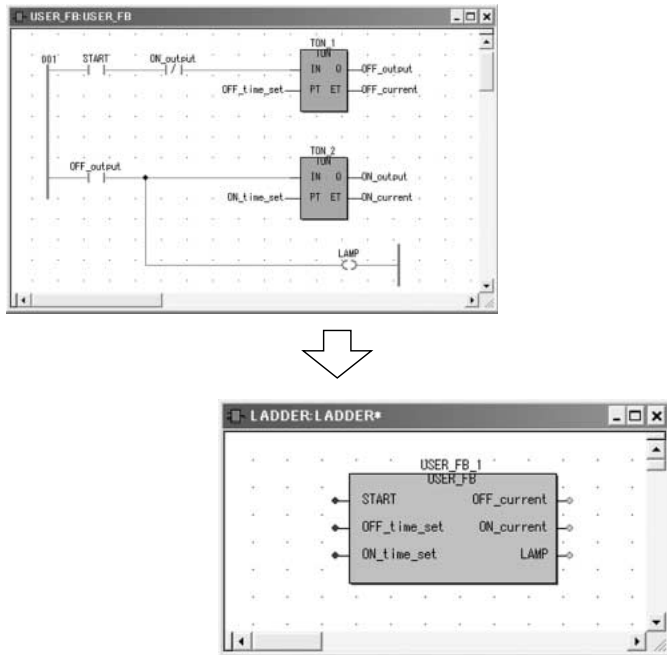 USER_FB:USER_FB
TON_1
TON
001 START ON_output
IN Q OFF_output
OFF_time_set PT ET OFF_current
TON_2
TON
OFF_output
IN Q ON_output
ON_time_set PT ET ON_current
LAMP
LADDER:LADDER*
USER_FB_1
USER_FB
START OFF_current
OFF_time_set ON_current
ON_time_set LAMP